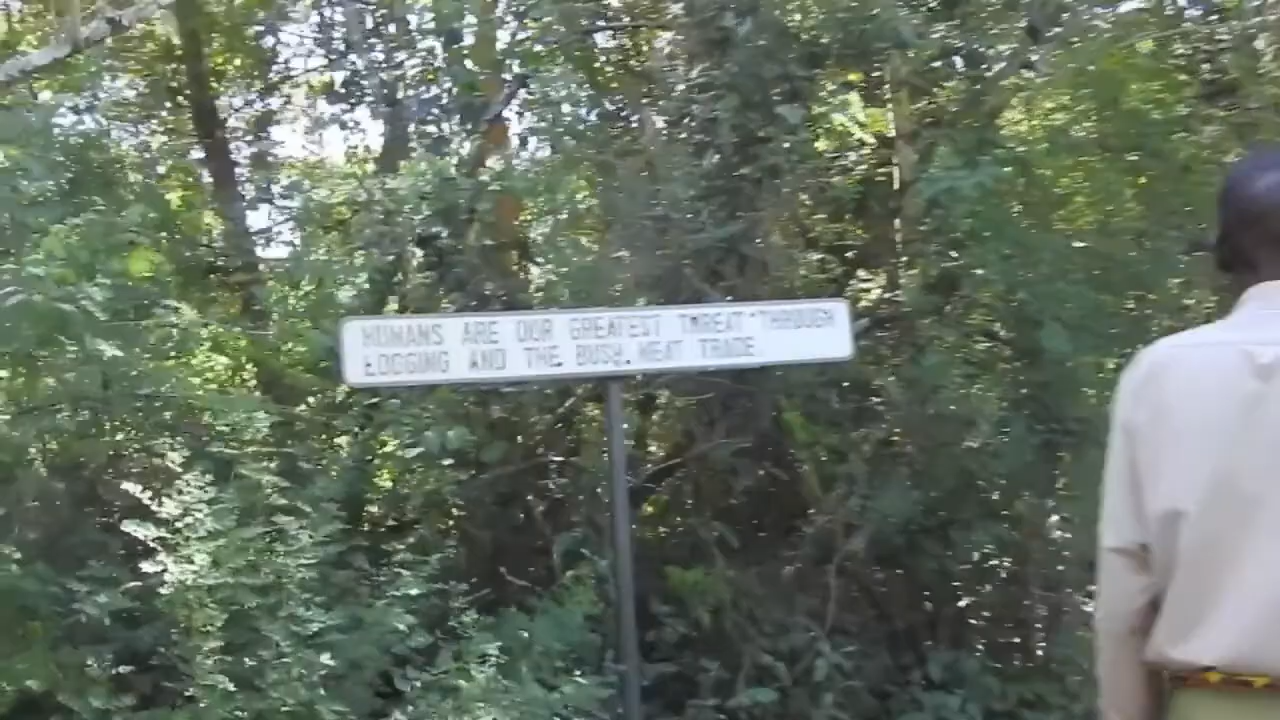 HUMANS ARE OUR GREATEST THREAT THROUGH
LOGGING AND THE BUSH MEAT TRADE